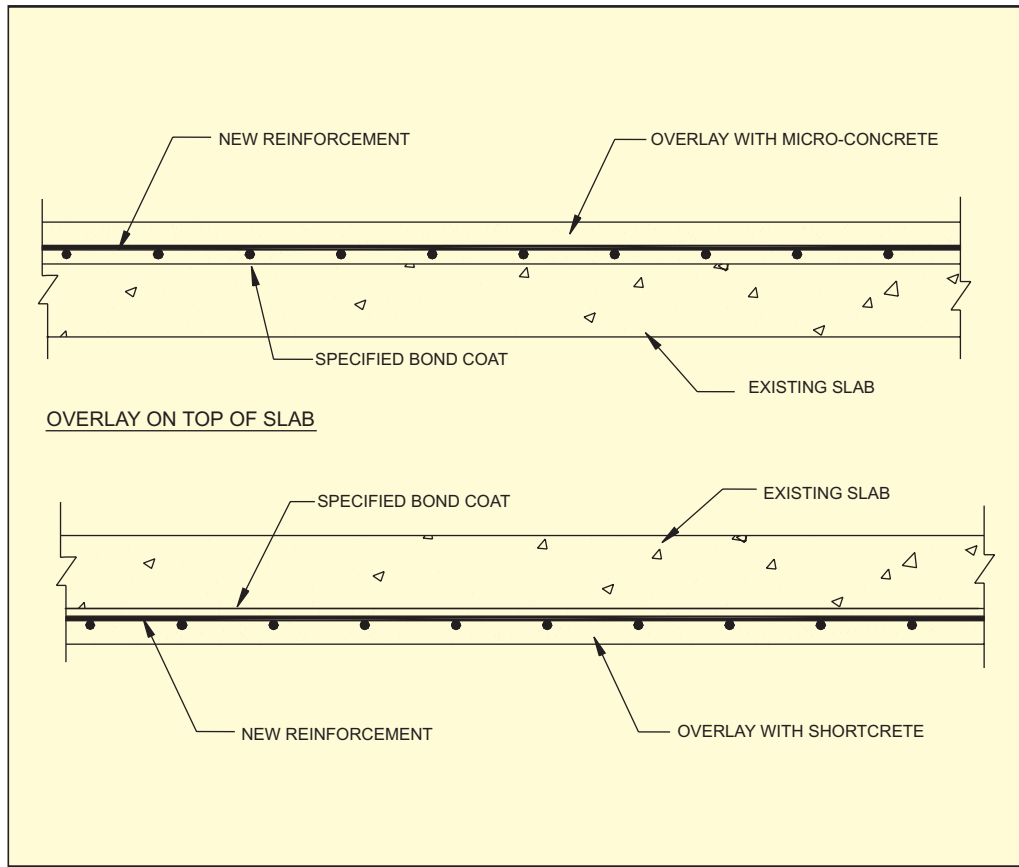 NEW REINFORCEMENT
OVERLAY WITH MICRO-CONCRETE
SPECIFIED BOND COAT
EXISTING SLAB
OVERLAY ON TOP OF SLAB
SPECIFIED BOND COAT
EXISTING SLAB
NEW REINFORCEMENT
OVERLAY WITH SHORTCRETE